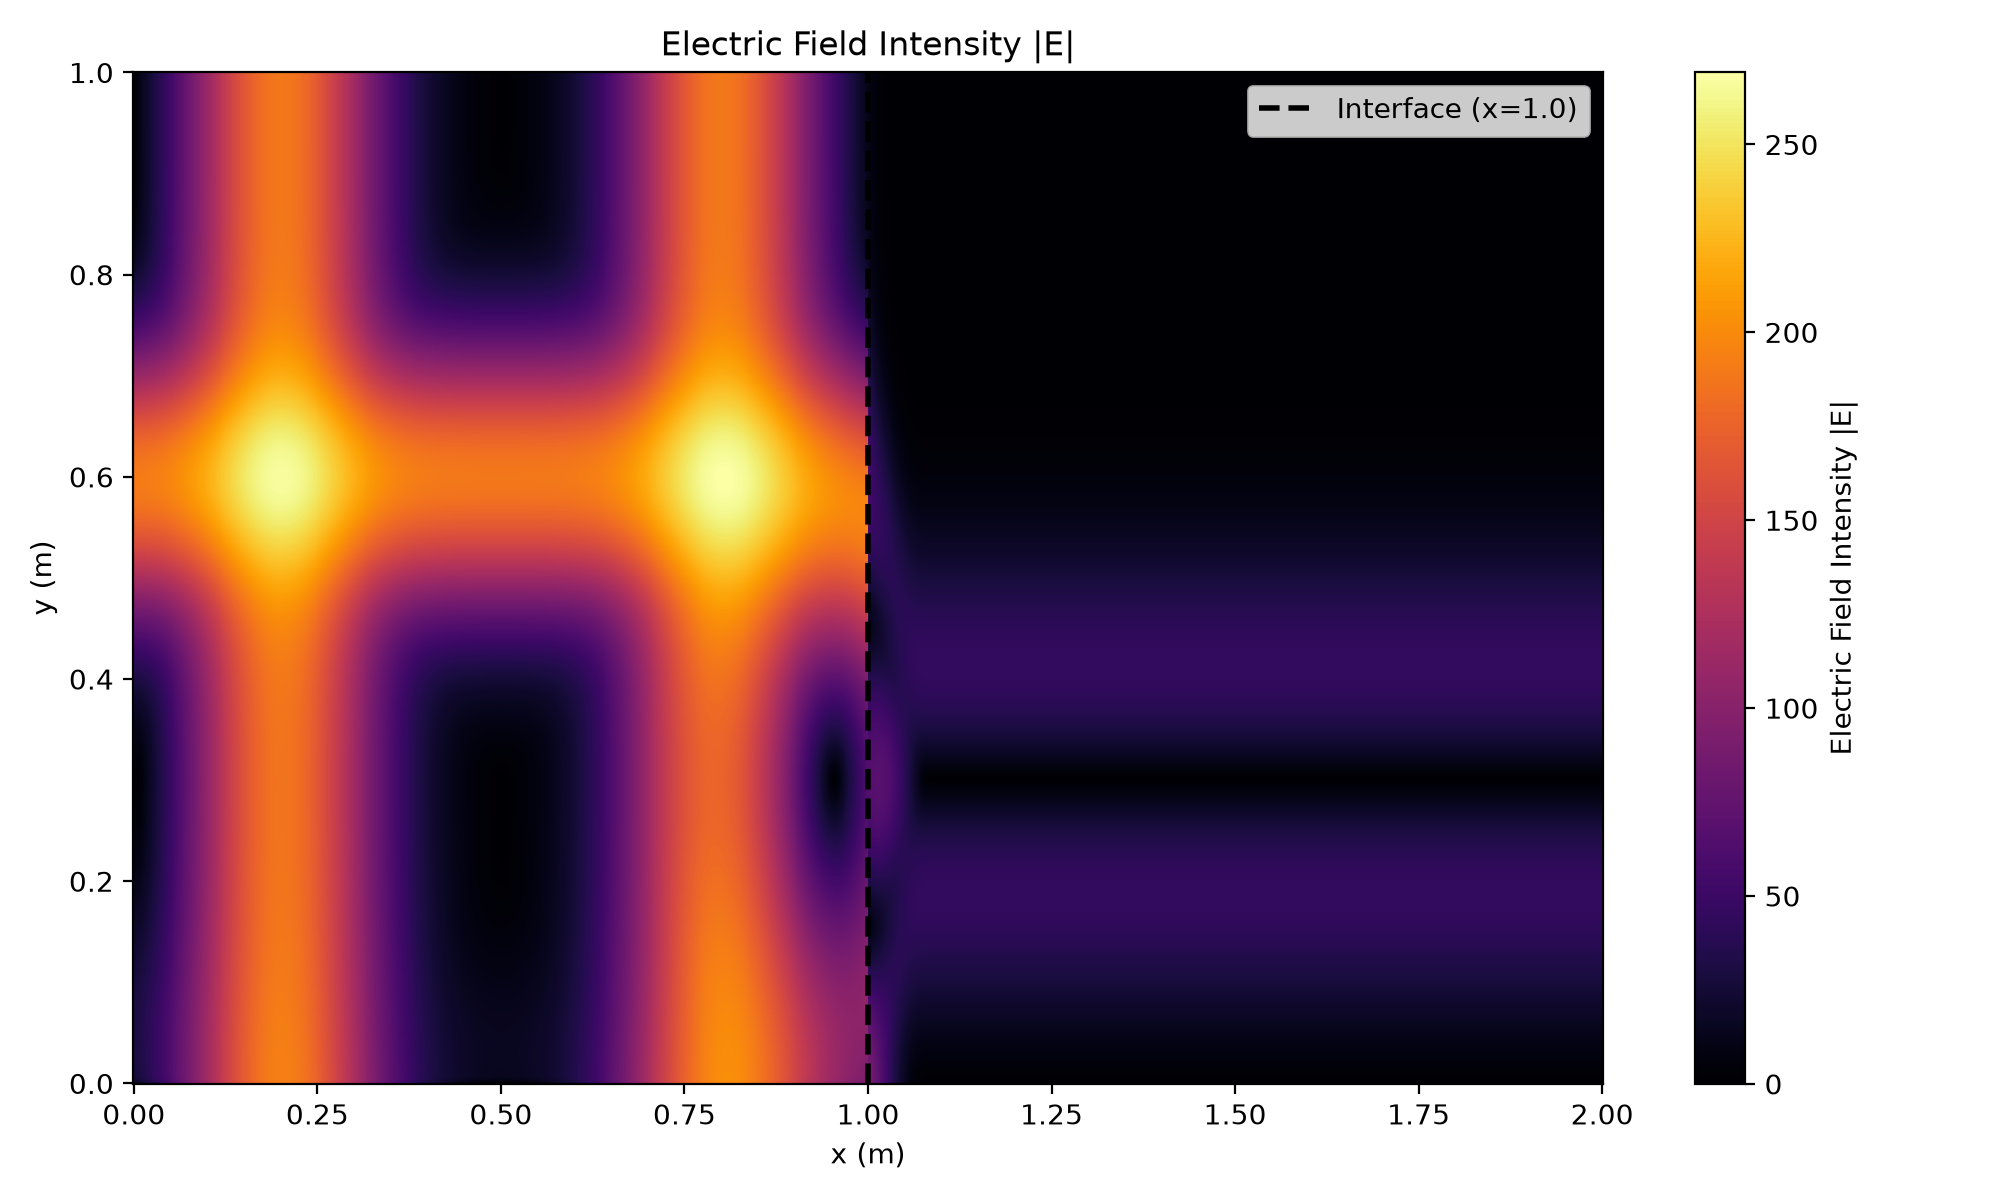 Electric Field Intensity |E|
Interface (x=1.0)
1.0
0.8
0.6
0.4
0.2
0.0
y (m)
0.00 0.25 0.50 0.75 1.00 1.25 1.50 1.75 2.00
x (m)
250
200
150
100
50
0
Electric Field Intensity |E|